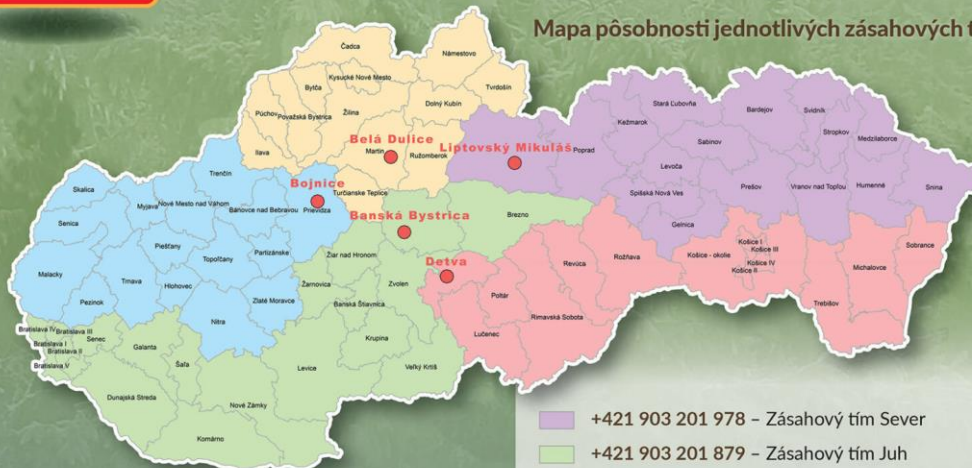 Mapa pôsobnosti jednotlivých zásahových t
Čadca
Námestovo
Kysucké Nové Mesto
Bytča
Tvrdošín
Dolný Kubín
Púchov
Považská Bystrica
Žilina
Ilava
Belá Dulice
Martin
Ružomberok
Turčianske Teplice
Liptovský Mikuláš
Poprad
Kežmarok
Stará Ľubovňa
Bardejov
Svidník
Stropkov
Medzilaborce
Sabinov
Levoča
Prešov
Vranov nad Topľou
Humenné
Snina
Spišská Nová Ves
Gelnica
Trenčín
Bojnice
Prievidza
Skalica
Myjava
Nové Mesto nad Váhom
Bánovce nad Bebravou
Senica
Piešťany
Partizánske
Topoľčany
Malacky
Trnava
Hlohovec
Zlaté Moravce
Pezinok
Nitra
Banská Bystrica
Brezno
Žiar nad Hronom
Žarnovica
Zvolen
Banská Štiavnica
Krupina
Veľký Krtíš
Levice
Bratislava IV
Bratislava III
Bratislava I
Bratislava II
Bratislava V
Senec
Galanta
Šaľa
Dunajská Streda
Nové Zámky
Komárno
Detva
Poltár
Lučenec
Rimavská Sobota
Revúca
Rožňava
Košice - okolie
Košice I
Košice III
Košice IV
Košice II
Michalovce
Sobrance
Trebišov
+421 903 201 978 – Zásahový tím Sever
+421 903 201 879 – Zásahový tím Juh